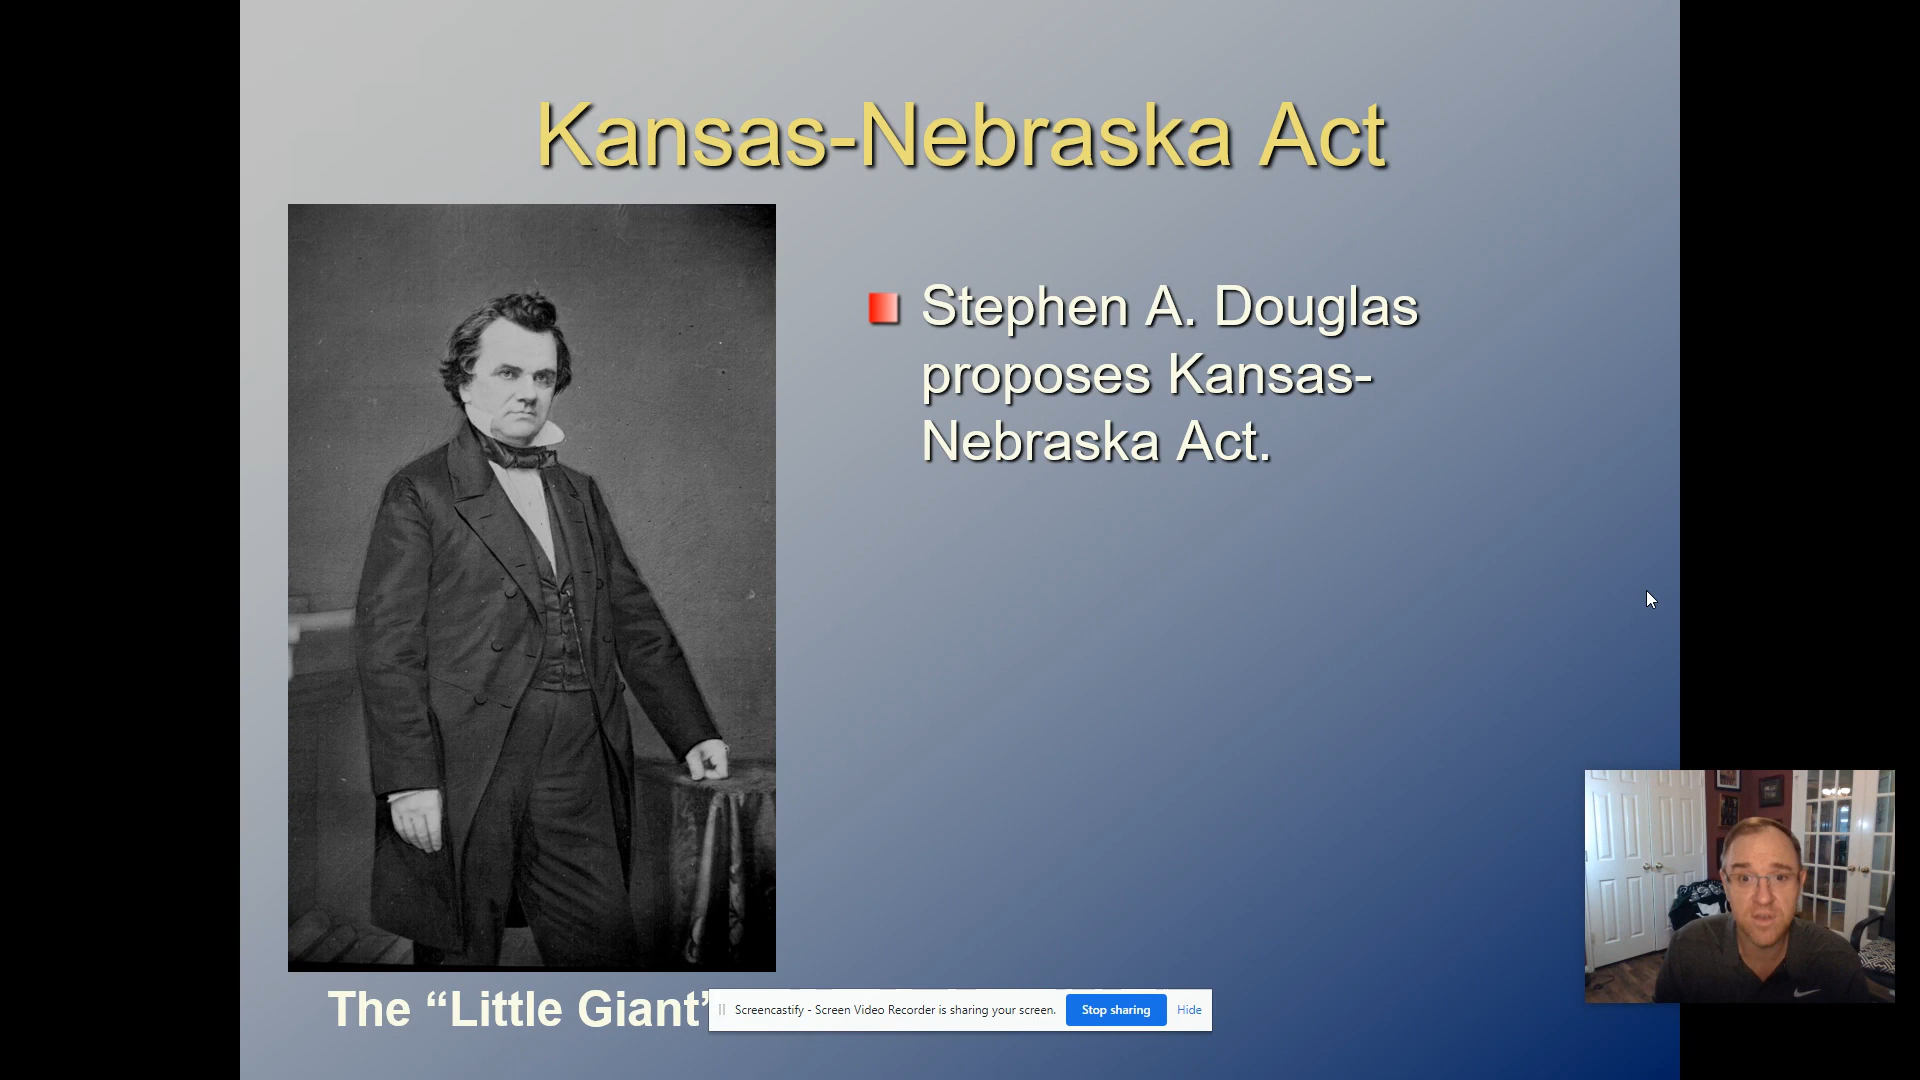 Kansas-Nebraska Act
Stephen A. Douglas
proposes Kansas-
Nebraska Act.
The “Little Giant”
Screencastify - Screen Video Recorder is sharing your screen.
Stop sharing
Hide